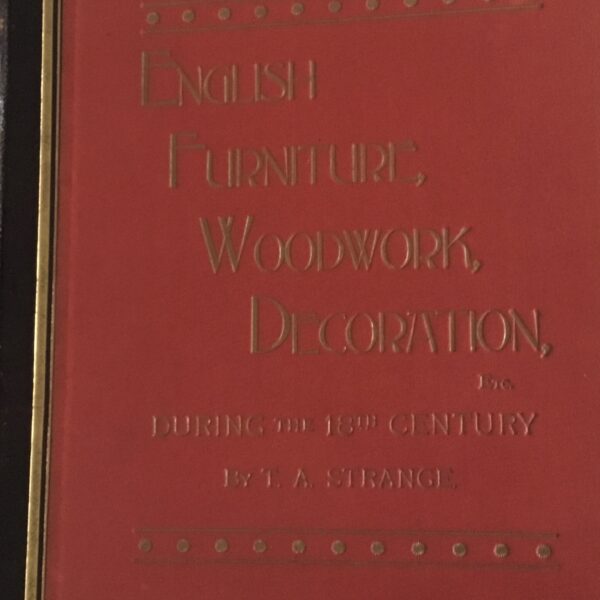 ENGLISH
FURNITURE,
WOODWORK,
DECORATION,
ETC.
DURING THE 18TH CENTURY
BY T. A. STRANGE.